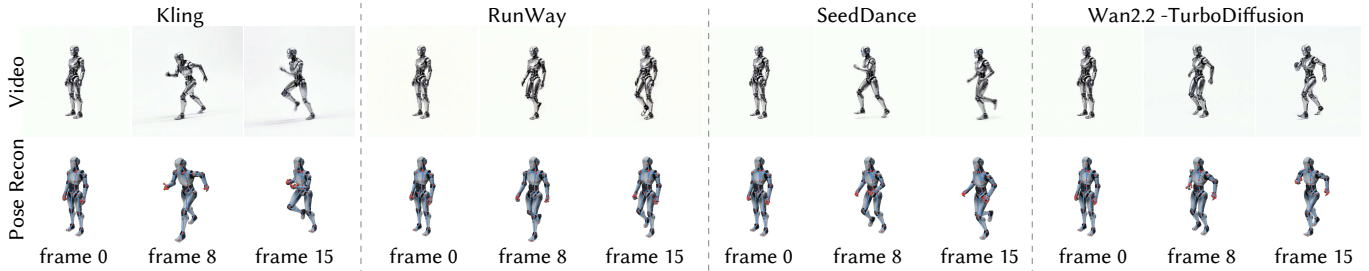 Kling RunWay SeedDance Wan2.2 -TurboDiffusion
Video
Pose Recon
frame 0 frame 8 frame 15 frame 0 frame 8 frame 15 frame 0 frame 8 frame 15 frame 0 frame 8 frame 15